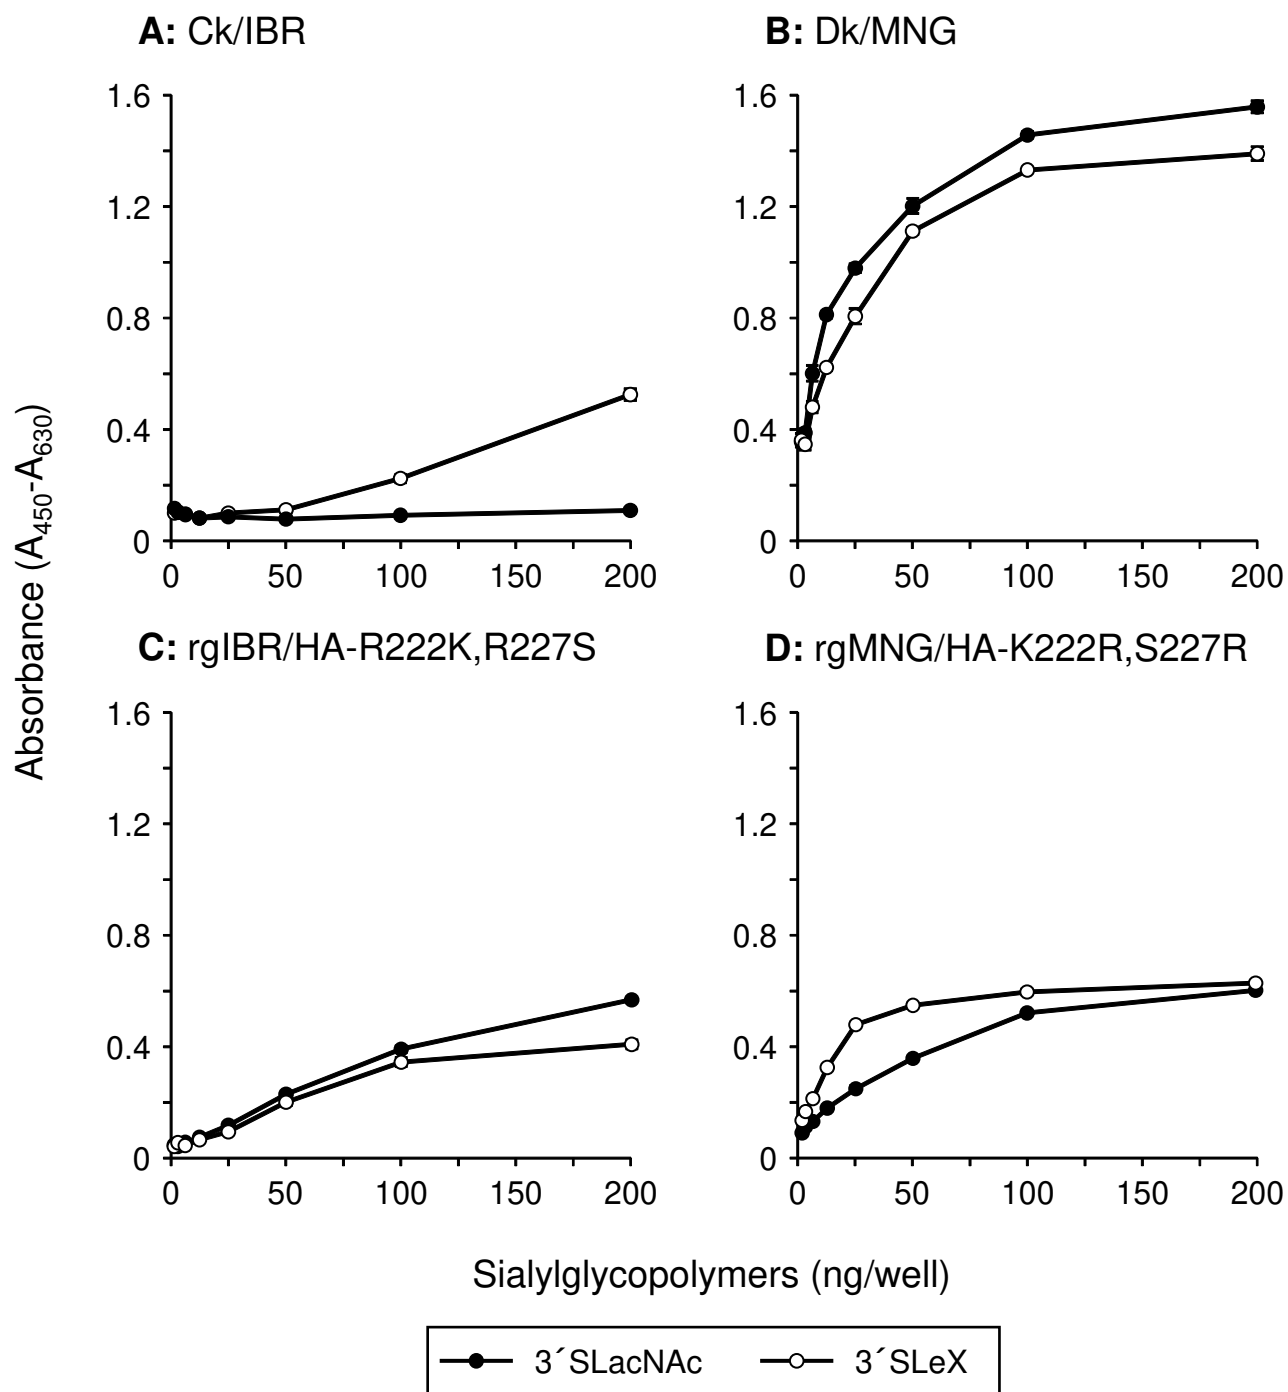 A: Ck/IBR
B: Dk/MNG
1.6
1.2
0.8
0.4
0
0 50 100 150 200
1.6
1.2
0.8
0.4
0
0 50 100 150 200
Absorbance (A450-A630)
C: rgIBR/HA-R222K,R227S
D: rgMNG/HA-K222R,S227R
1.6
1.2
0.8
0.4
0
0 50 100 150 200
1.6
1.2
0.8
0.4
0
0 50 100 150 200
Sialylglycopolymers (ng/well)
3´SLacNAc 3´SLeX